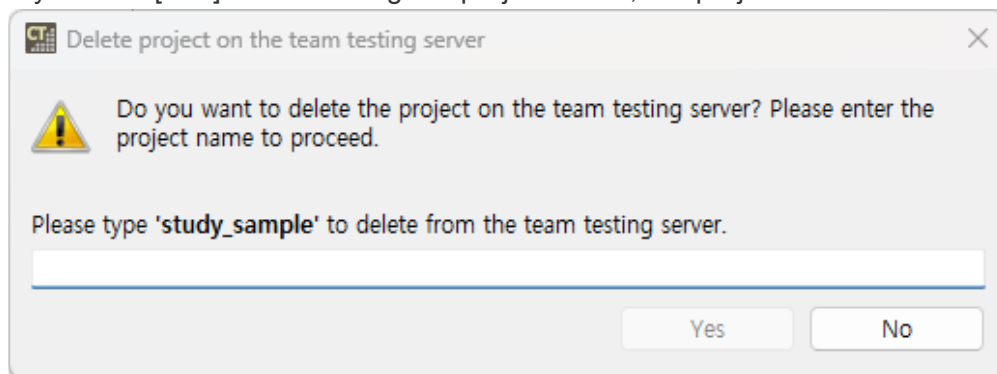 CT
Delete project on the team testing server
Do you want to delete the project on the team testing server? Please enter the
project name to proceed.
Please type 'study_sample' to delete from the team testing server.
Yes
No